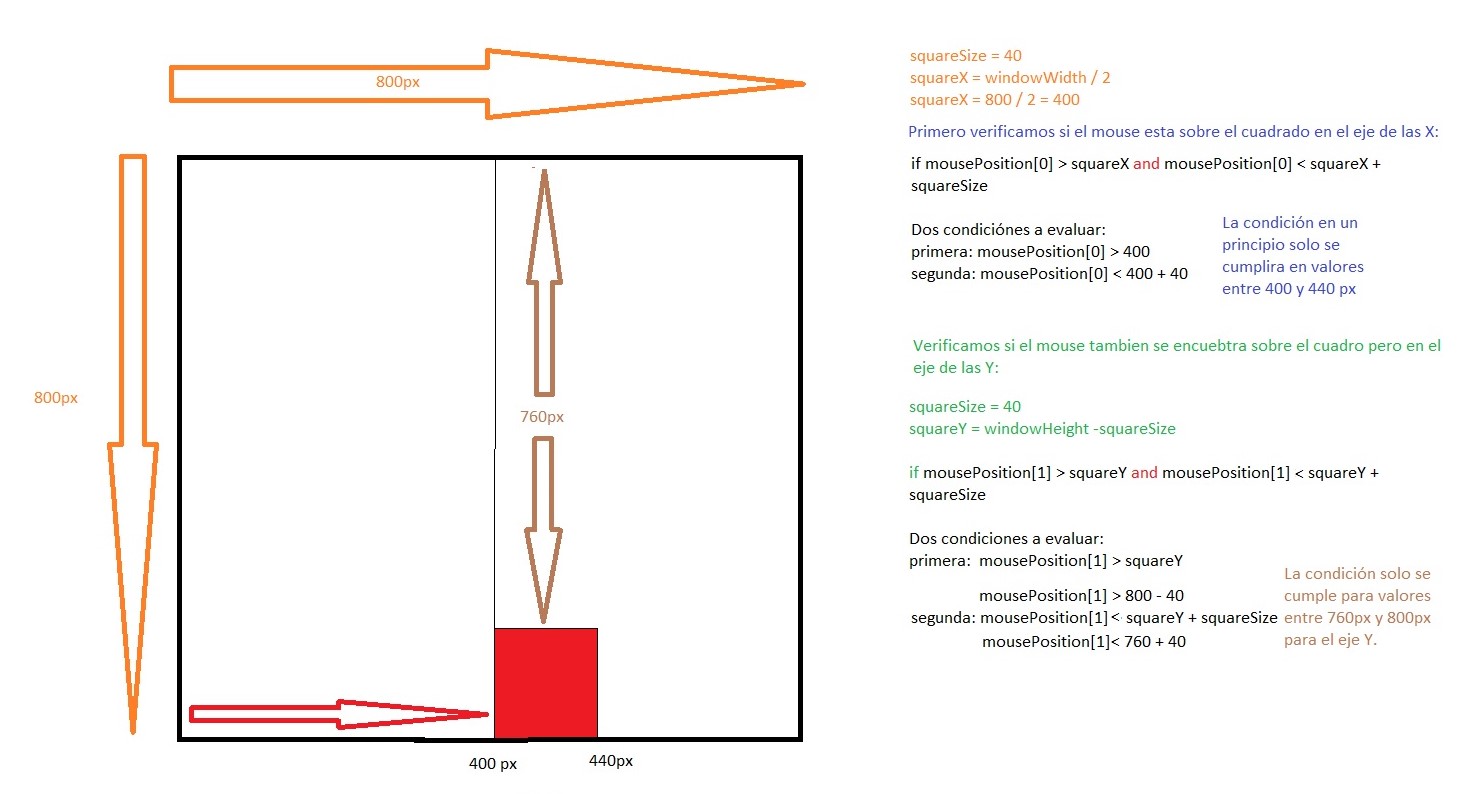 800px
800px
760px
400 px
440px
squareSize = 40
squareX = windowWidth / 2
squareX = 800 / 2 = 400
Primero verificamos si el mouse esta sobre el cuadrado en el eje de las X:
if mousePosition[0] > squareX and mousePosition[0] < squareX +
squareSize
Dos condiciónes a evaluar:
primera: mousePosition[0] > 400
segunda: mousePosition[0] < 400 + 40
La condición en un
principio solo se
cumplira en valores
entre 400 y 440 px
Verificamos si el mouse tambien se encuebtra sobre el cuadro pero en el
eje de las Y:
squareSize = 40
squareY = windowHeight -squareSize
if mousePosition[1] > squareY and mousePosition[1] < squareY +
squareSize
Dos condiciones a evaluar:
primera: mousePosition[1] > squareY
mousePosition[1] > 800 - 40
segunda: mousePosition[1] < squareY + squareSize
mousePosition[1]< 760 + 40
La condición solo se
cumple para valores
entre 760px y 800px
para el eje Y.